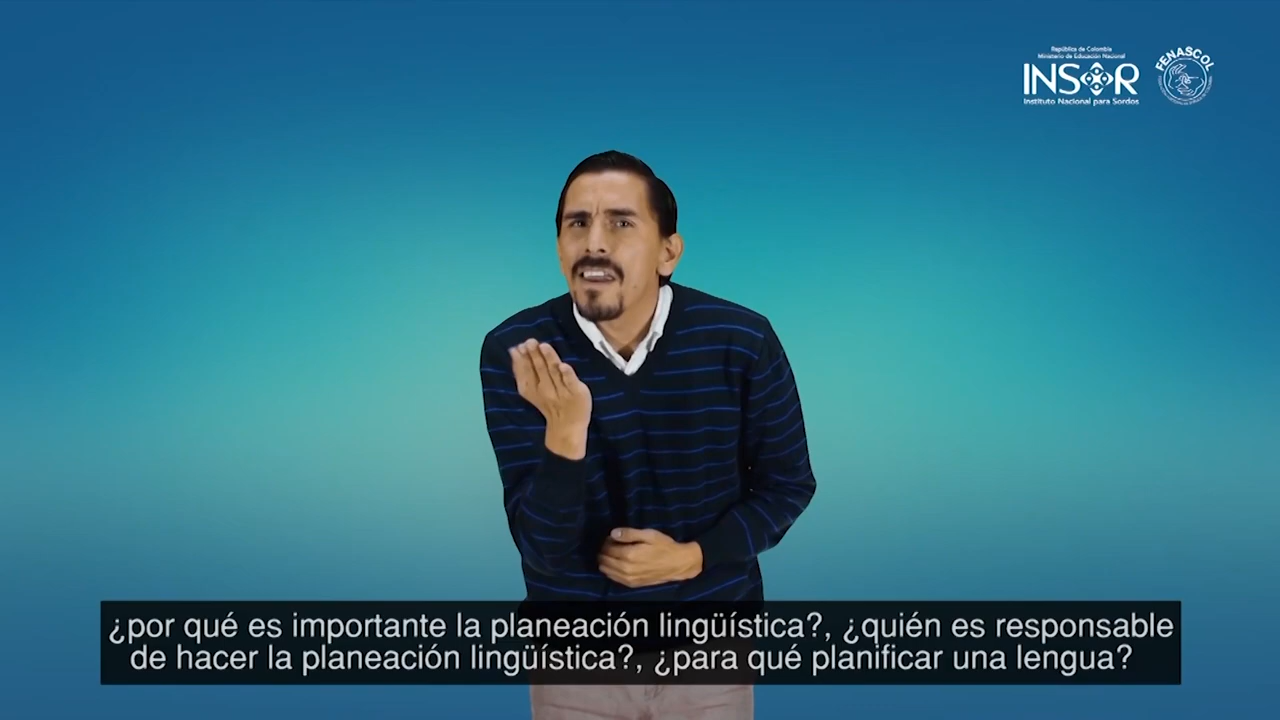 República de Colombia
Ministerio de Educación Nacional
INSOR
Instituto Nacional para Sordos
FENASCOL
¿por qué es importante la planeación lingüística?, ¿quién es responsable
de hacer la planeación lingüística?, ¿para qué planificar una lengua?